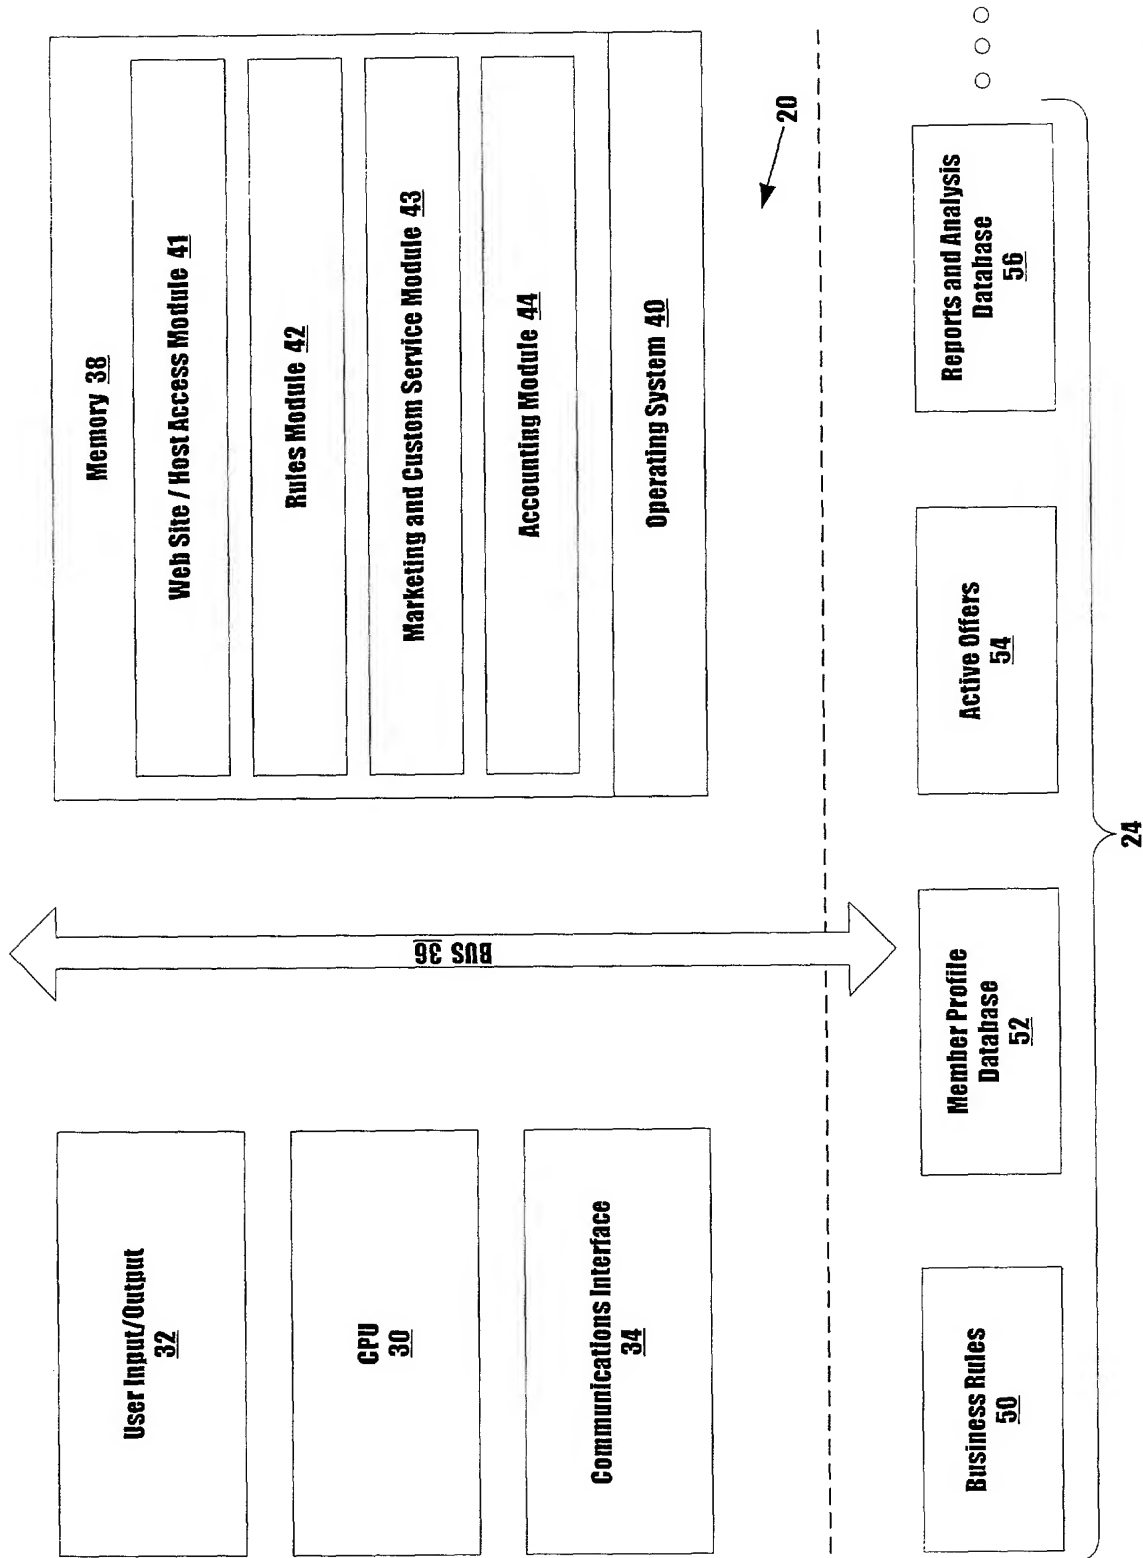 User Input/Output
32
CPU
30
Communications Interface
34
BUS 36
Memory 38
Web Site / Host Access Module 41
Rules Module 42
Marketing and Custom Service Module 43
Accounting Module 44
Operating System 40
20
Business Rules
50
Member Profile
Database
52
Active Offers
54
Reports and Analysis
Database
56
24